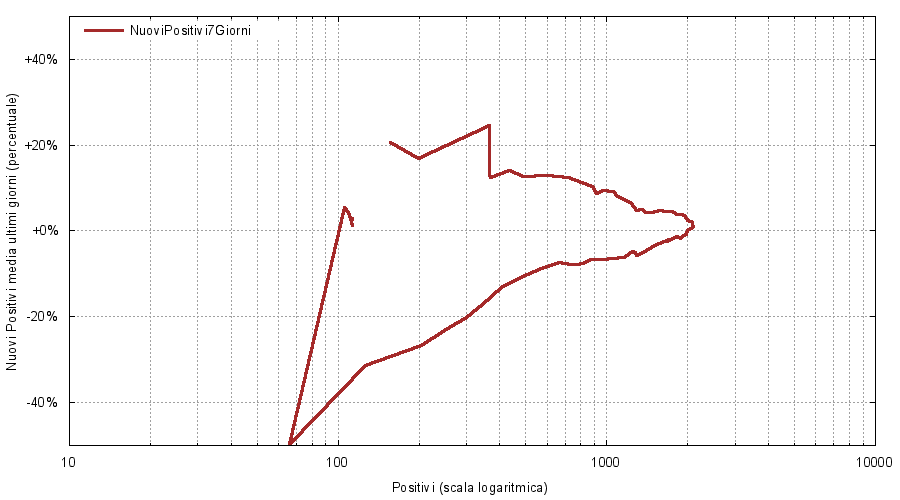 NuoviPositivi7Giorni
+40%
+20%
+0%
-20%
-40%
Nuovi Positivi media ultimi giorni (percentuale)
10 100 1000 10000
Positivi (scala logaritmica)